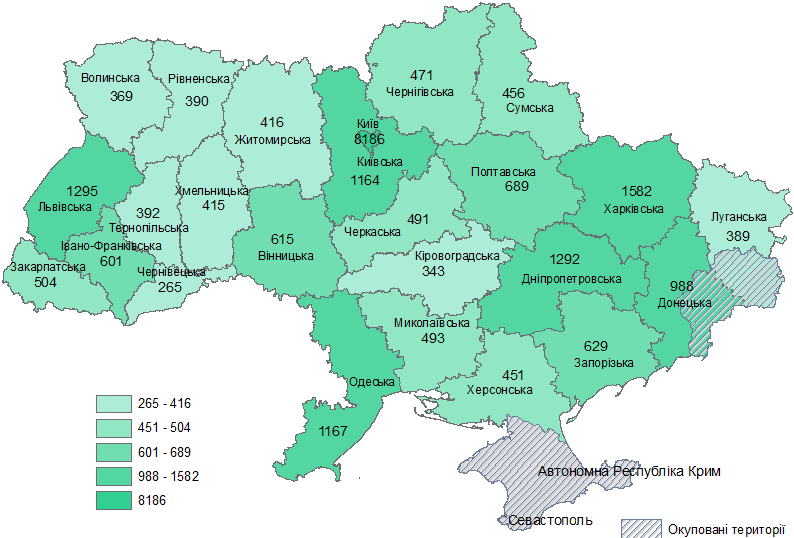 471
Чернігівська
456
Сумська
Волинська
369
Рівненська
390
416
Житомирська
Київ
8186
Київська
1164
Полтавська
689
1582
Харківська
Луганська
389
1295
Львівська
392
Тернопільська
Хмельницька
415
491
Черкаська
Івано-Франківська
601
Закарпатська
504
Чернівецька
265
615
Вінницька
Кіровоградська
343
1292
Дніпропетровська
988
Донецька
Миколаївська
493
629
Запорізька
451
Херсонська
Одеська
1167
Автономна Республіка Крим
Севастополь
265 - 416
451 - 504
601 - 689
988 - 1582
8186
Окуповані території